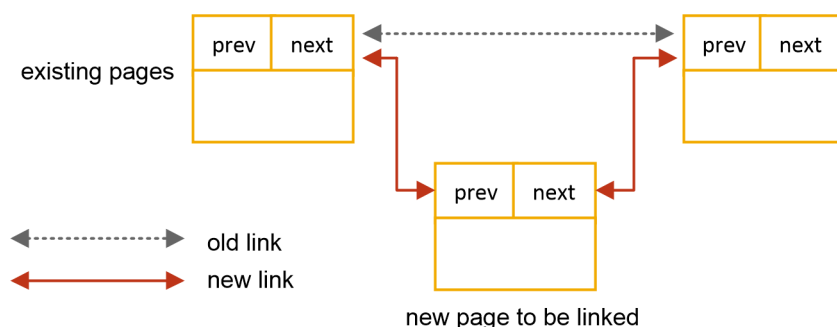 prev next
prev next
existing pages
prev next
old link
new link
new page to be linked